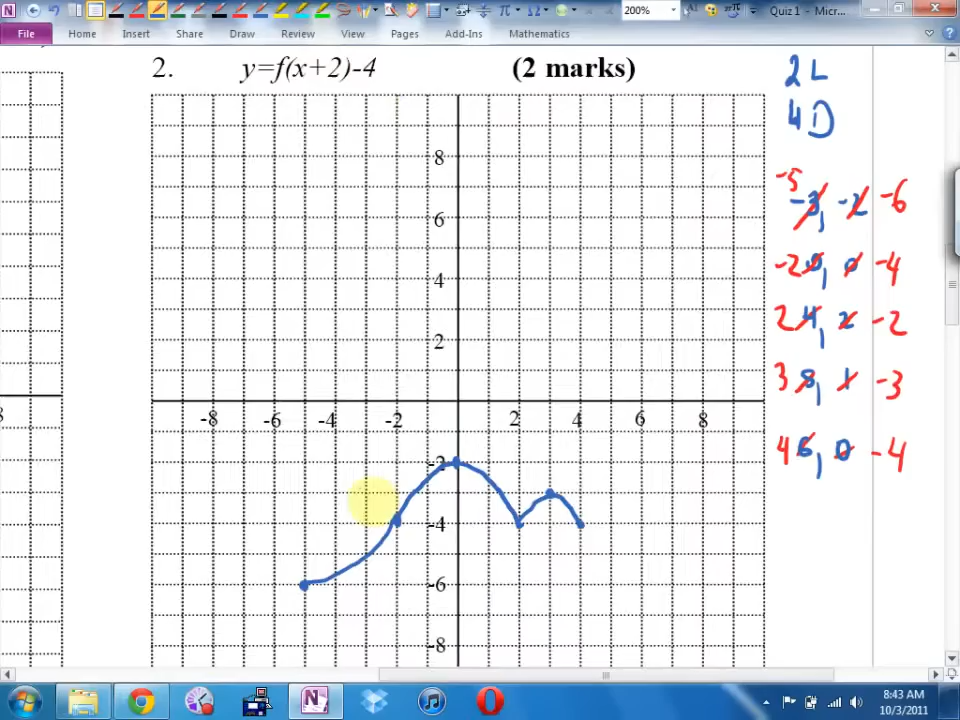 200%
Quiz 1 - Micr...
File Home Insert Share Draw Review View Pages Add-Ins Mathematics
2. y=f(x+2)-4 (2 marks)
2 L
4 D
8
6
4
2
-8 -6 -4 -2 2 4 6 8
-2
-4
-6
-8
-5 -3, -2 -6
-2 0, 0 -4
2 4, 2 -2
3 5, 1 -3
4 6, 0 -4
8:43 AM
10/3/2011